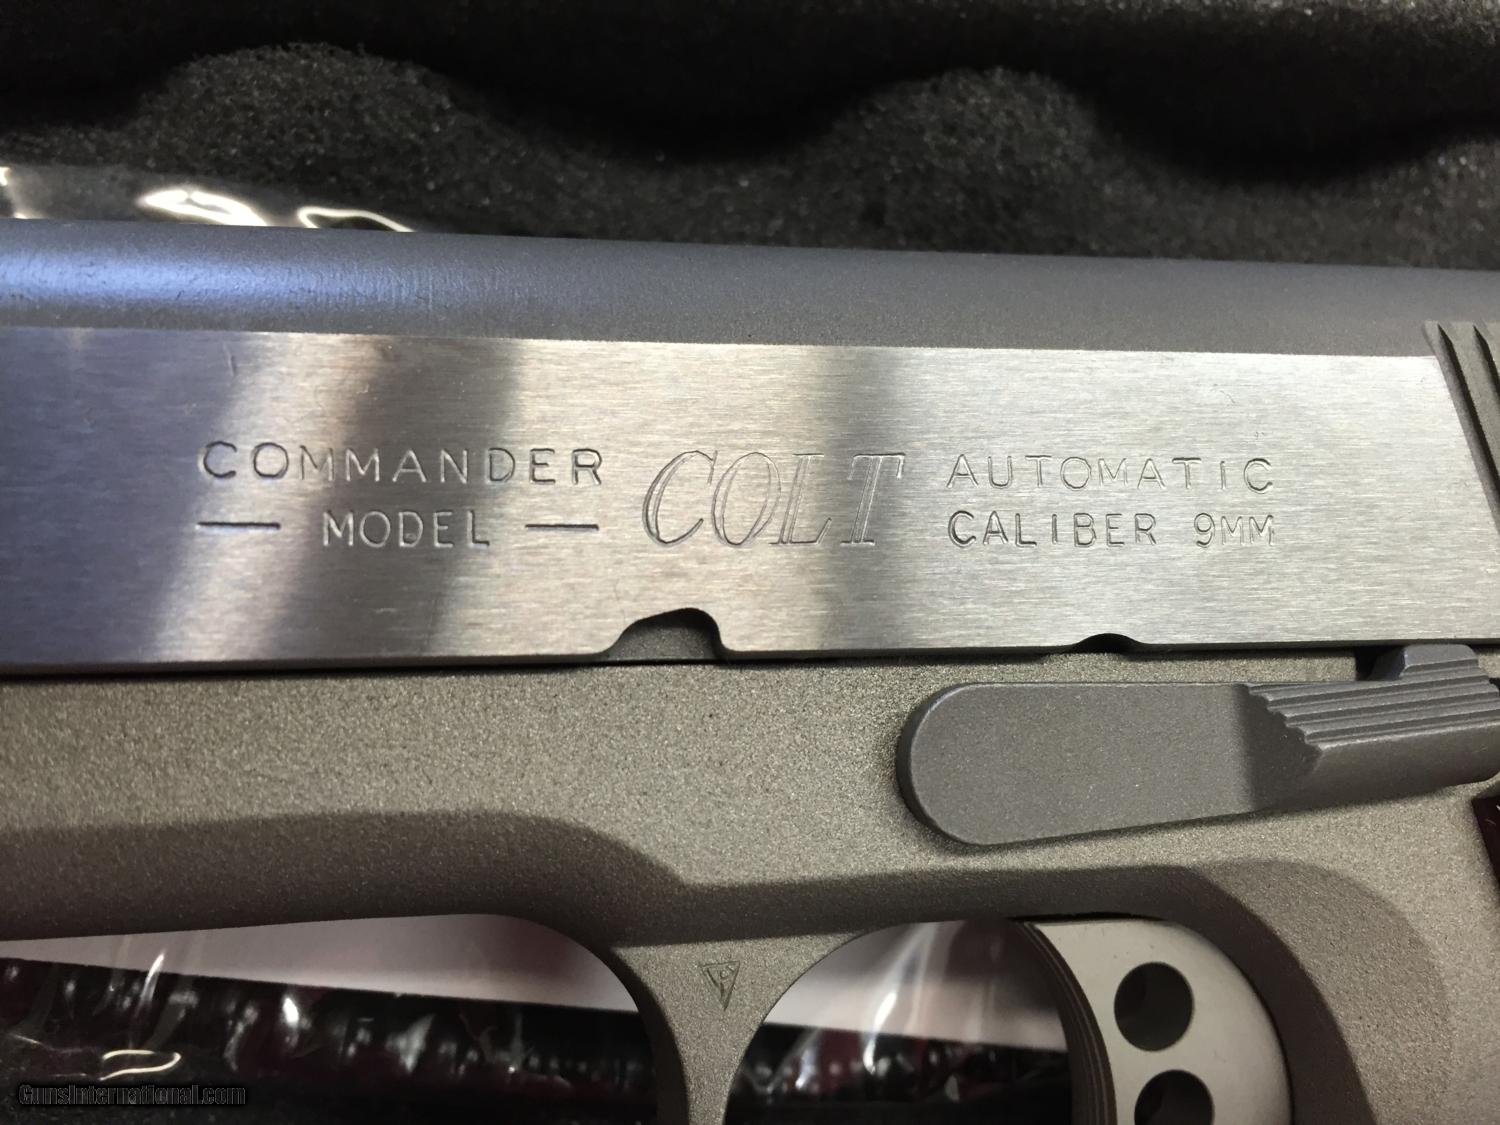 COMMANDER
— MODEL —
COLT
AUTOMATIC
CALIBER 9MM
GunsInternational.com